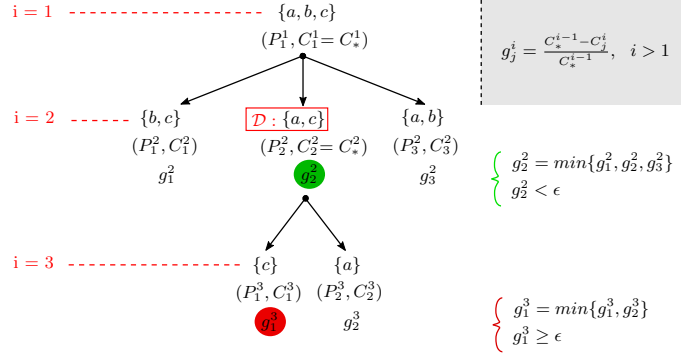 i = 1 {a, b, c}
(P_1^1, C_1^1 = C_*^1)
g_j^i = \frac{C_*^{i-1} - C_j^i}{C_*^{i-1}}, i > 1
i = 2 {b, c} 𝒟 : {a, c} {a, b}
(P_1^2, C_1^2) (P_2^2, C_2^2 = C_*^2) (P_3^2, C_3^2)
g_1^2 g_2^2 g_3^2
g_2^2 = min{g_1^2, g_2^2, g_3^2}
g_2^2 < ϵ
i = 3 {c} {a}
(P_1^3, C_1^3) (P_2^3, C_2^3)
g_1^3 g_2^3
g_1^3 = min{g_1^3, g_2^3}
g_1^3 ≥ ϵ